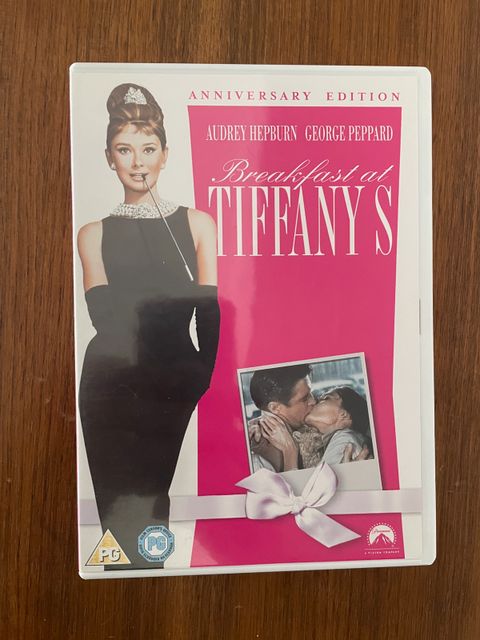 ANNIVERSARY EDITION
AUDREY HEPBURN GEORGE PEPPARD
Breakfast at
TIFFANY S
PG
PG